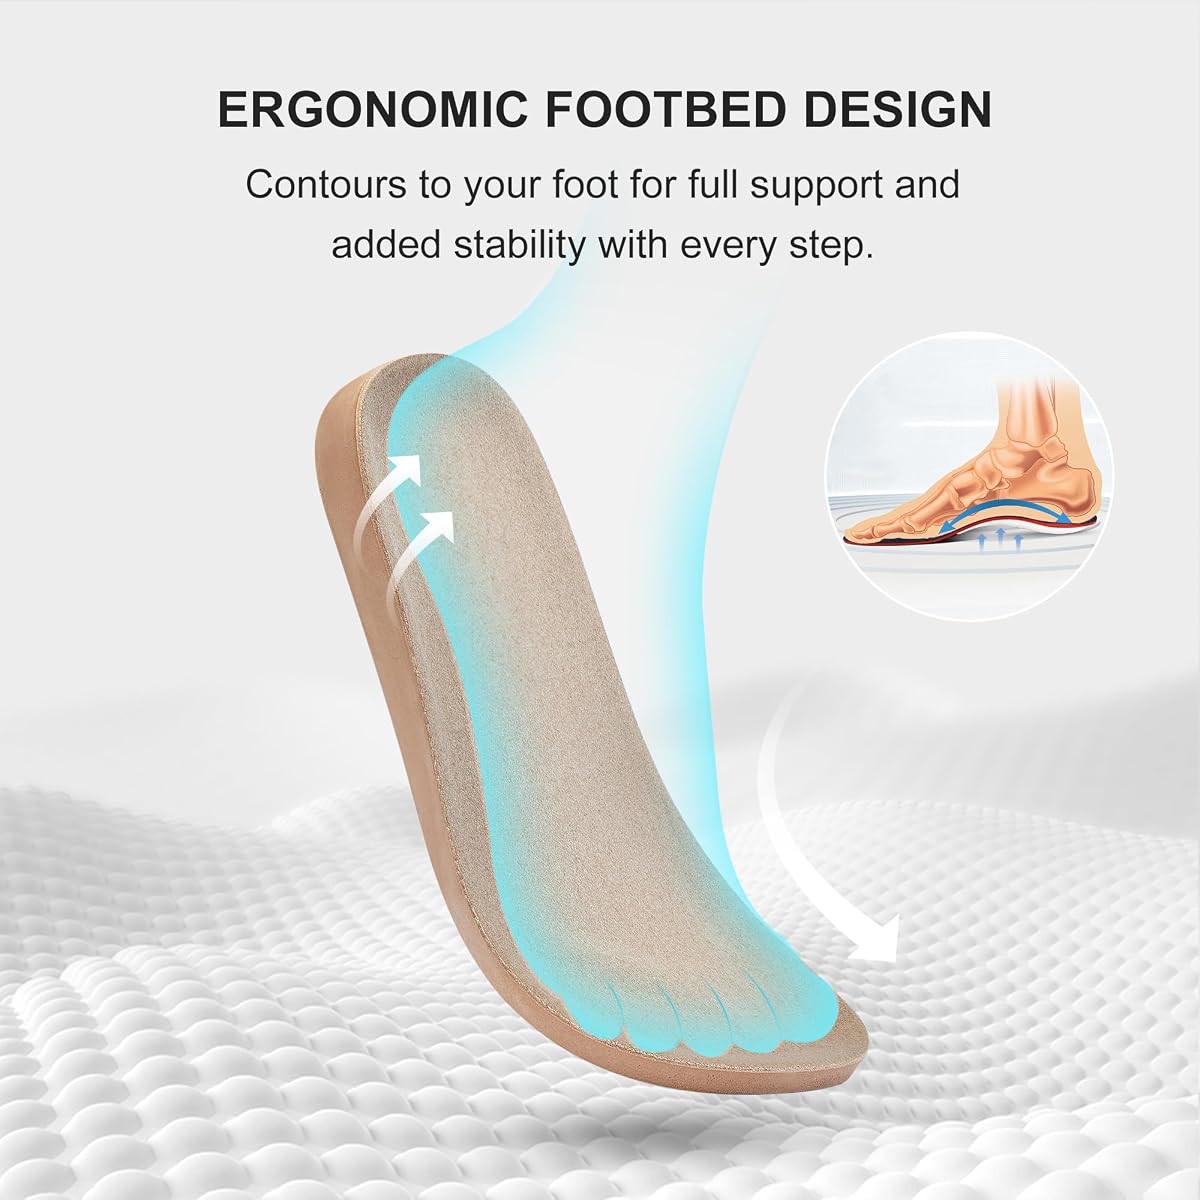 ERGONOMIC FOOTBED DESIGN
Contours to your foot for full support and
added stability with every step.